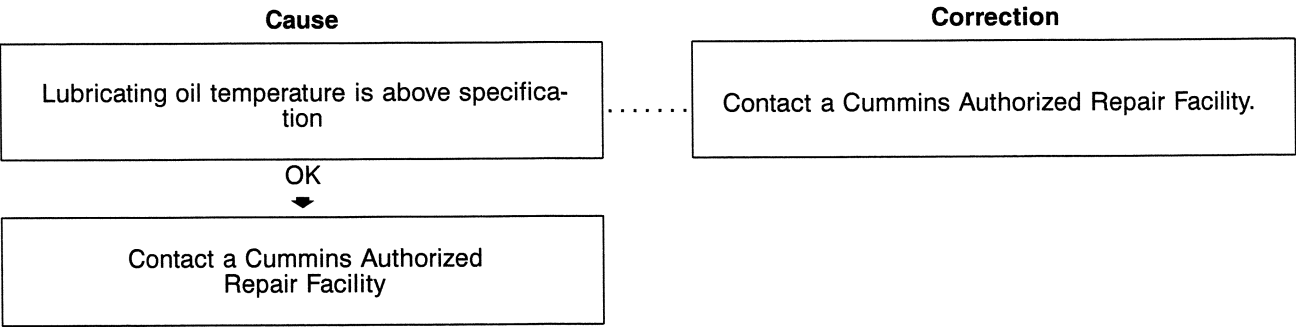 Cause
Correction
Lubricating oil temperature is above specifica-
tion
.......
Contact a Cummins Authorized Repair Facility.
OK
Contact a Cummins Authorized
Repair Facility